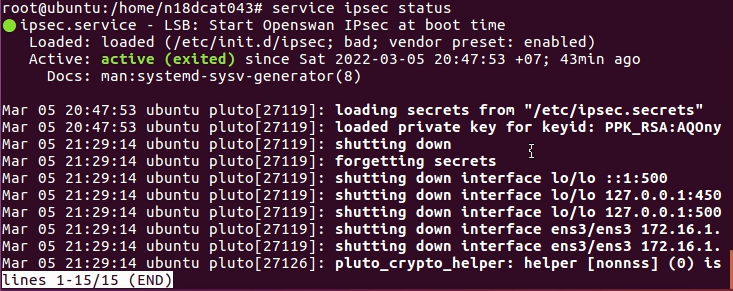 root@ubuntu:/home/n18dcat043# service ipsec status
● ipsec.service - LSB: Start Openswan IPsec at boot time
   Loaded: loaded (/etc/init.d/ipsec; bad; vendor preset: enabled)
   Active: active (exited) since Sat 2022-03-05 20:47:53 +07; 43min ago
     Docs: man:systemd-sysv-generator(8)
Mar 05 20:47:53 ubuntu pluto[27119]: loading secrets from "/etc/ipsec.secrets"
Mar 05 20:47:53 ubuntu pluto[27119]: loaded private key for keyid: PPK_RSA:AQOny
Mar 05 21:29:14 ubuntu pluto[27119]: shutting down
Mar 05 21:29:14 ubuntu pluto[27119]: forgetting secrets
Mar 05 21:29:14 ubuntu pluto[27119]: shutting down interface lo/lo ::1:500
Mar 05 21:29:14 ubuntu pluto[27119]: shutting down interface lo/lo 127.0.0.1:450
Mar 05 21:29:14 ubuntu pluto[27119]: shutting down interface lo/lo 127.0.0.1:500
Mar 05 21:29:14 ubuntu pluto[27119]: shutting down interface ens3/ens3 172.16.1.
Mar 05 21:29:14 ubuntu pluto[27119]: shutting down interface ens3/ens3 172.16.1.
Mar 05 21:29:14 ubuntu pluto[27126]: pluto_crypto_helper: helper [nonnss] (0) is
lines 1-15/15 (END)